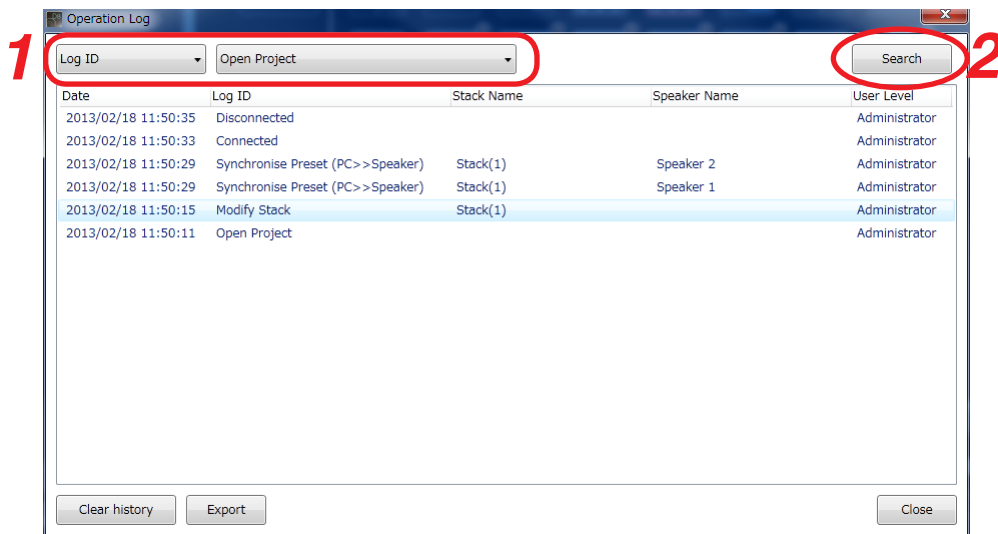 Operation Log
1 Log ID Open Project Search 2
Date Log ID Stack Name Speaker Name User Level
2013/02/18 11:50:35 Disconnected Administrator
2013/02/18 11:50:33 Connected Administrator
2013/02/18 11:50:29 Synchronise Preset (PC>>Speaker) Stack(1) Speaker 2 Administrator
2013/02/18 11:50:29 Synchronise Preset (PC>>Speaker) Stack(1) Speaker 1 Administrator
2013/02/18 11:50:15 Modify Stack Stack(1) Administrator
2013/02/18 11:50:11 Open Project Administrator
Clear history Export Close